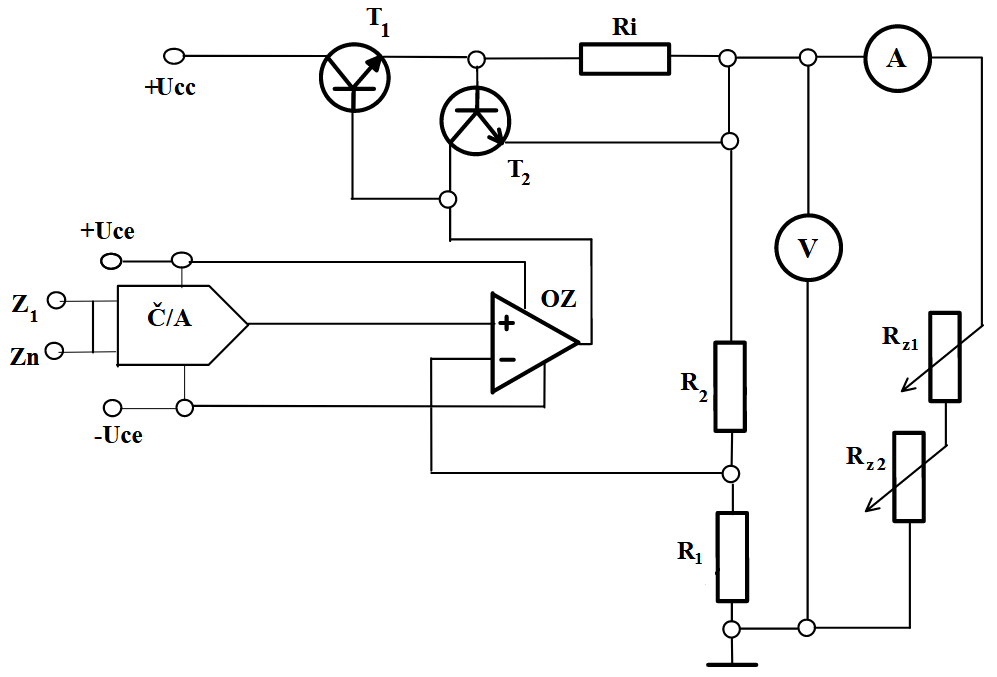 T1
Ri
A
+Ucc
T2
+Uce
V
Z1
Č/A
OZ
+
Zn
−
Rz1
-Uce
R2
Rz2
R1